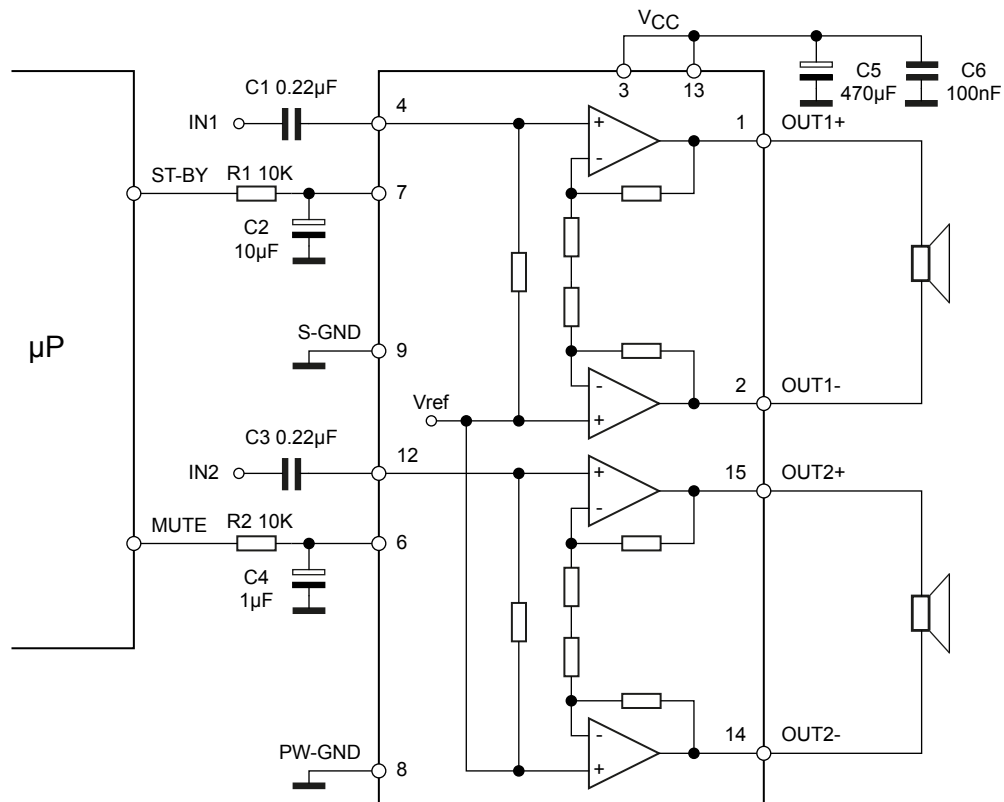 VCC
C1 0.22µF
4
3
13
C5
470µF
C6
100nF
IN1
+
-
1
OUT1+
ST-BY
R1 10K
7
C2
10µF
µP
S-GND
9
Vref
-
+
2
OUT1-
C3 0.22µF
12
IN2
+
-
15
OUT2+
MUTE
R2 10K
6
C4
1µF
PW-GND
8
-
+
14
OUT2-